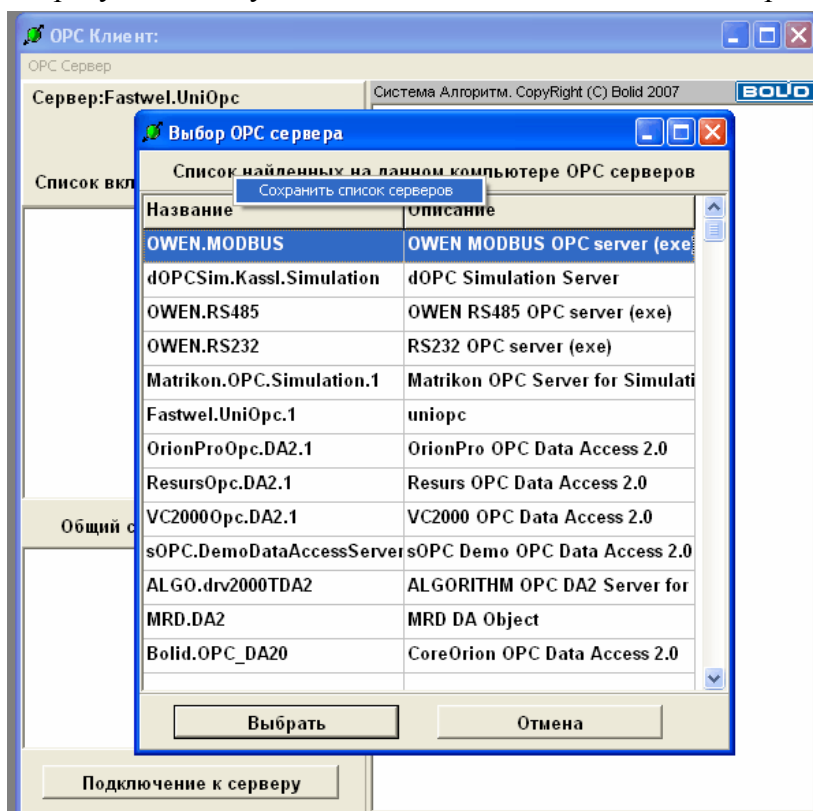 ОРС Клиент:
ОРС Сервер
Сервер:Fastwel.UniOpc
Система Алгоритм. CopyRight (C) Bolid 2007
BOLID
Выбор ОРС сервера
Список найденных на данном компьютере ОРС серверов
Список вкл
Сохранить список серверов
Название Описание
OWEN.MODBUS OWEN MODBUS OPC server (exe)
dOPCSim.Kassl.Simulation dOPC Simulation Server
OWEN.RS485 OWEN RS485 OPC server (exe)
OWEN.RS232 RS232 OPC server (exe)
Matrikon.OPC.Simulation.1 Matrikon OPC Server for Simulati
Fastwel.UniOpc.1 uniopc
OrionProOpc.DA2.1 OrionPro OPC Data Access 2.0
ResursOpc.DA2.1 Resurs OPC Data Access 2.0
VC2000Opc.DA2.1 VC2000 OPC Data Access 2.0
Общий с
sOPC.DemoDataAccessServer sOPC Demo OPC Data Access 2.0
ALGO.drv2000TDA2 ALGORITHM OPC DA2 Server for
MRD.DA2 MRD DA Object
Bolid.OPC_DA20 CoreOrion OPC Data Access 2.0
Выбрать Отмена
Подключение к серверу